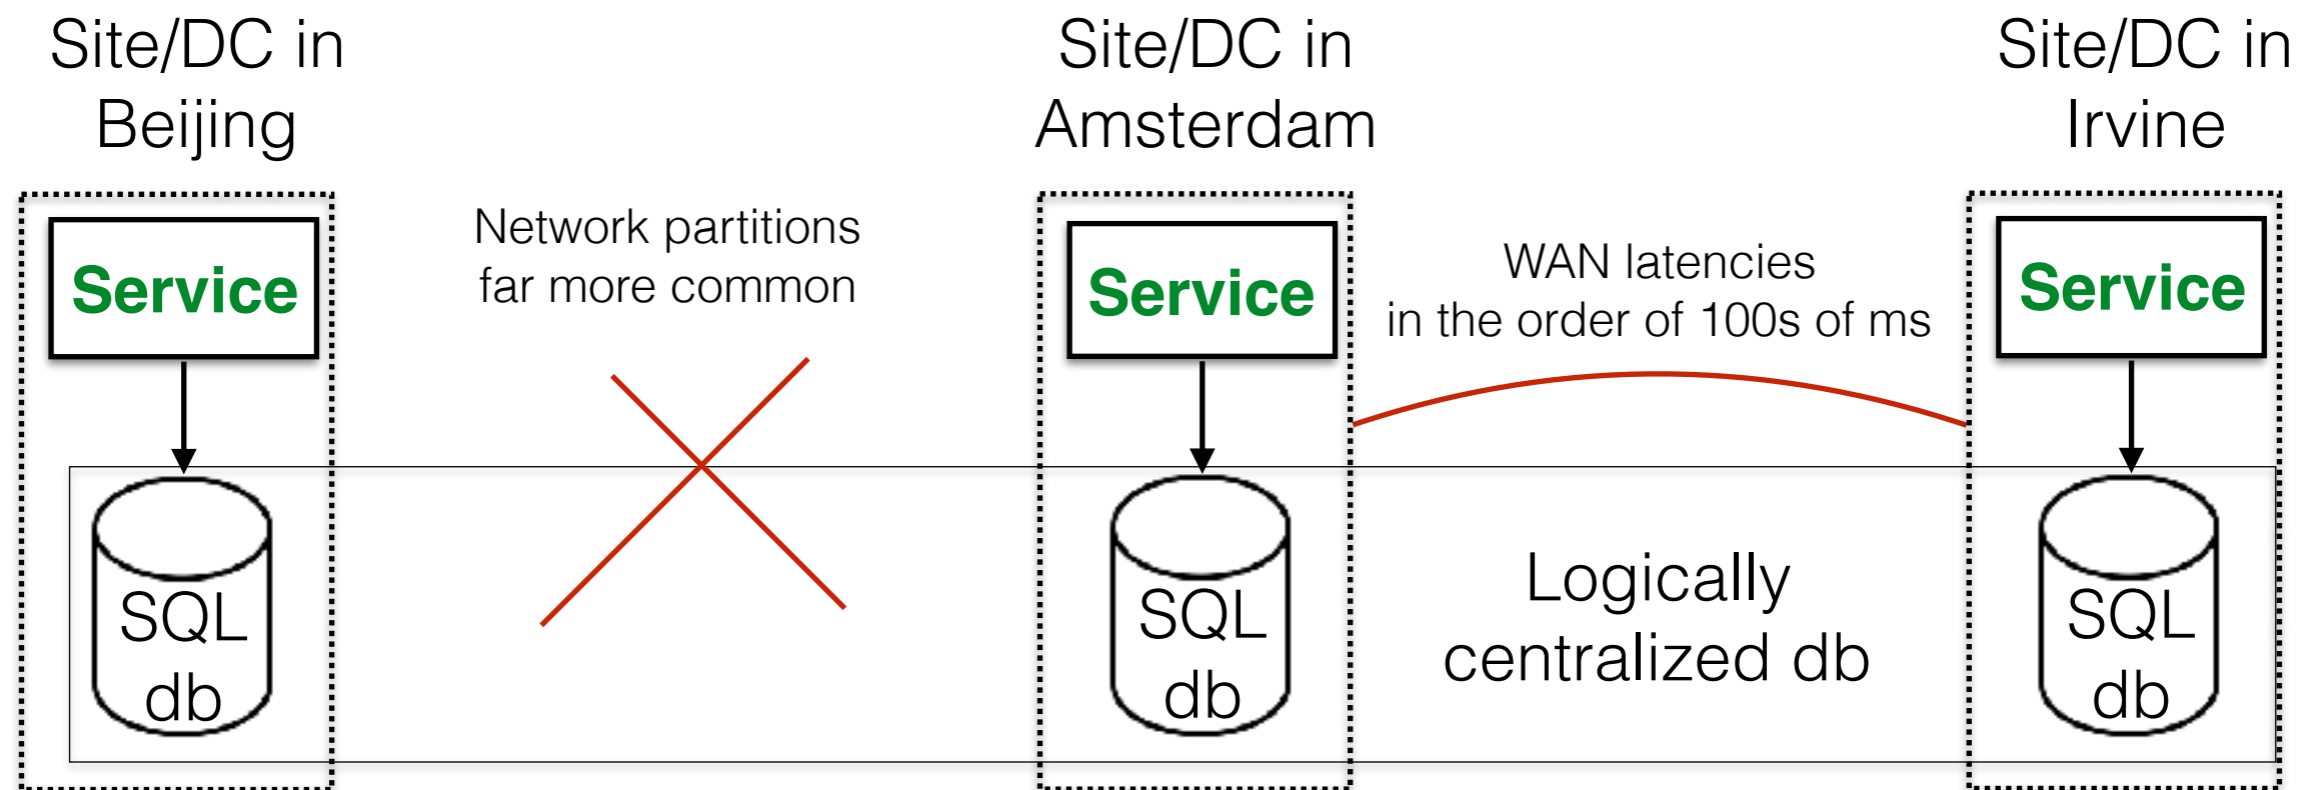 Site/DC in
Beijing
Site/DC in
Amsterdam
Site/DC in
Irvine
Service
Network partitions
far more common
Service
WAN latencies
in the order of 100s of ms
Service
SQL
db
SQL
db
Logically
centralized db
SQL
db